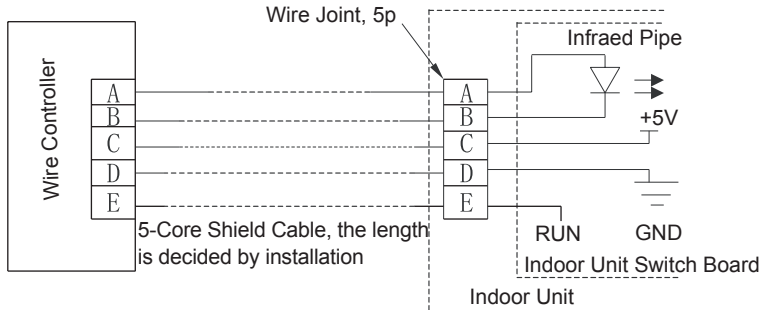 Wire Joint, 5p
Infraed Pipe
Wire Controller
A
B
C
D
E
A
B
C
D
E
+5V
5-Core Shield Cable, the length
is decided by installation
RUN
GND
Indoor Unit Switch Board
Indoor Unit